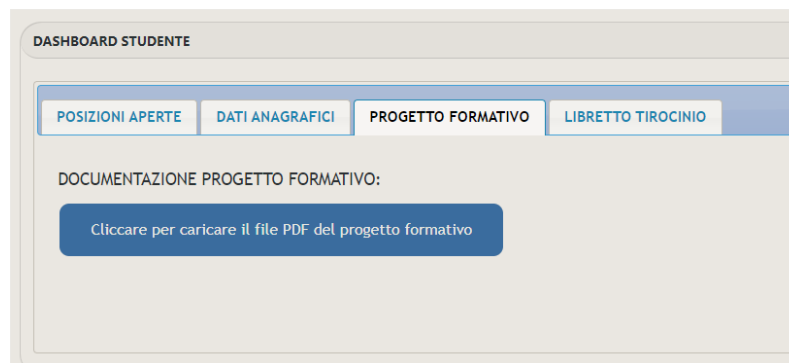 DASHBOARD STUDENTE
POSIZIONI APERTE DATI ANAGRAFICI PROGETTO FORMATIVO LIBRETTO TIROCINIO
DOCUMENTAZIONE PROGETTO FORMATIVO:
Cliccare per caricare il file PDF del progetto formativo